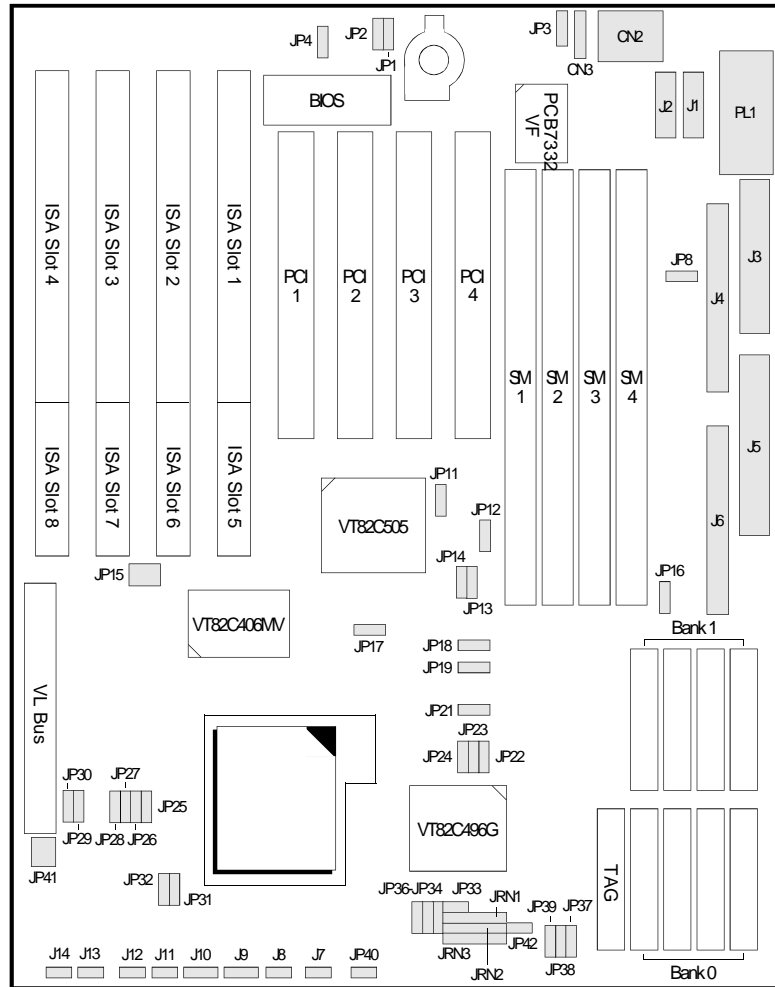 JP4
JP2
JP1
JP3
CN3
CN2
BIOS
PCB7332
VF
J2
J1
PL1
ISA Slot 4
ISA Slot 3
ISA Slot 2
ISA Slot 1
PCI
1
PCI
2
PCI
3
PCI
4
JP8
J4
J3
SM
1
SM
2
SM
3
SM
4
ISA Slot 8
ISA Slot 7
ISA Slot 6
ISA Slot 5
JP11
JP12
VT82C505
J5
J6
JP15
JP14
JP13
JP16
VT82C406MV
JP17
JP18
JP19
Bank 1
VL Bus
JP21
JP23
JP24
JP22
JP30
JP27
JP29
JP28
JP26
JP25
VT82C496G
JP41
JP32
JP31
TAG
JP36-JP34
JP33
JRN1
JP39
JP37
JP42
JRN3
JRN2
JP38
J14
J13
J12
J11
J10
J9
J8
J7
JP40
Bank 0